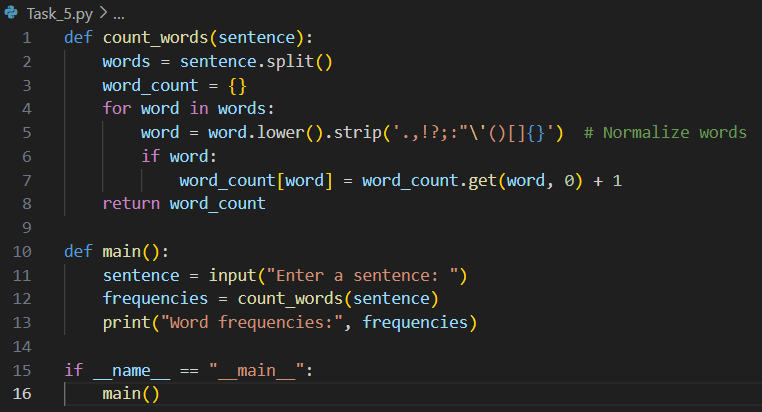 Task_5.py > ...
1 def count_words(sentence):
2     words = sentence.split()
3     word_count = {}
4     for word in words:
5         word = word.lower().strip('.,!?;:"\'()[]{}')  # Normalize words
6         if word:
7             word_count[word] = word_count.get(word, 0) + 1
8     return word_count
9
10 def main():
11     sentence = input("Enter a sentence: ")
12     frequencies = count_words(sentence)
13     print("Word frequencies:", frequencies)
14
15 if __name__ == "__main__":
16     main()